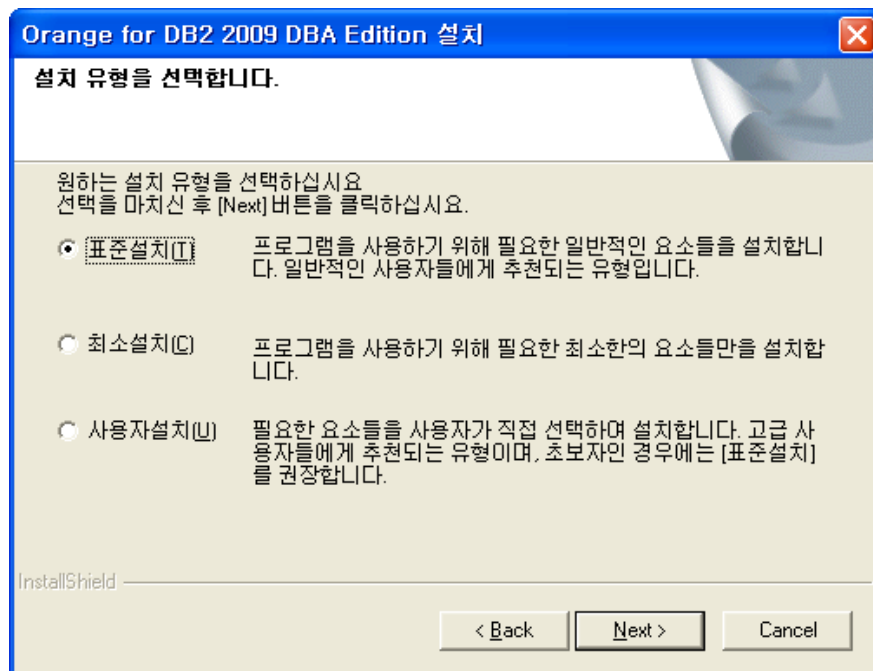 Orange for DB2 2009 DBA Edition 설치
설치 유형을 선택합니다.
원하는 설치 유형을 선택하십시요
선택을 마치신 후 [Next] 버튼을 클릭하십시요.
표준설치(T)
프로그램을 사용하기 위해 필요한 일반적인 요소들을 설치합니
다. 일반적인 사용자들에게 추천되는 유형입니다.
최소설치(C)
프로그램을 사용하기 위해 필요한 최소한의 요소들만을 설치합
니다.
사용자설치(U)
필요한 요소들을 사용자가 직접 선택하며 설치합니다. 고급 사
용자들에게 추천되는 유형이며, 초보자인 경우에는 [표준설치]
를 권장합니다.
InstallShield
< Back
Next >
Cancel